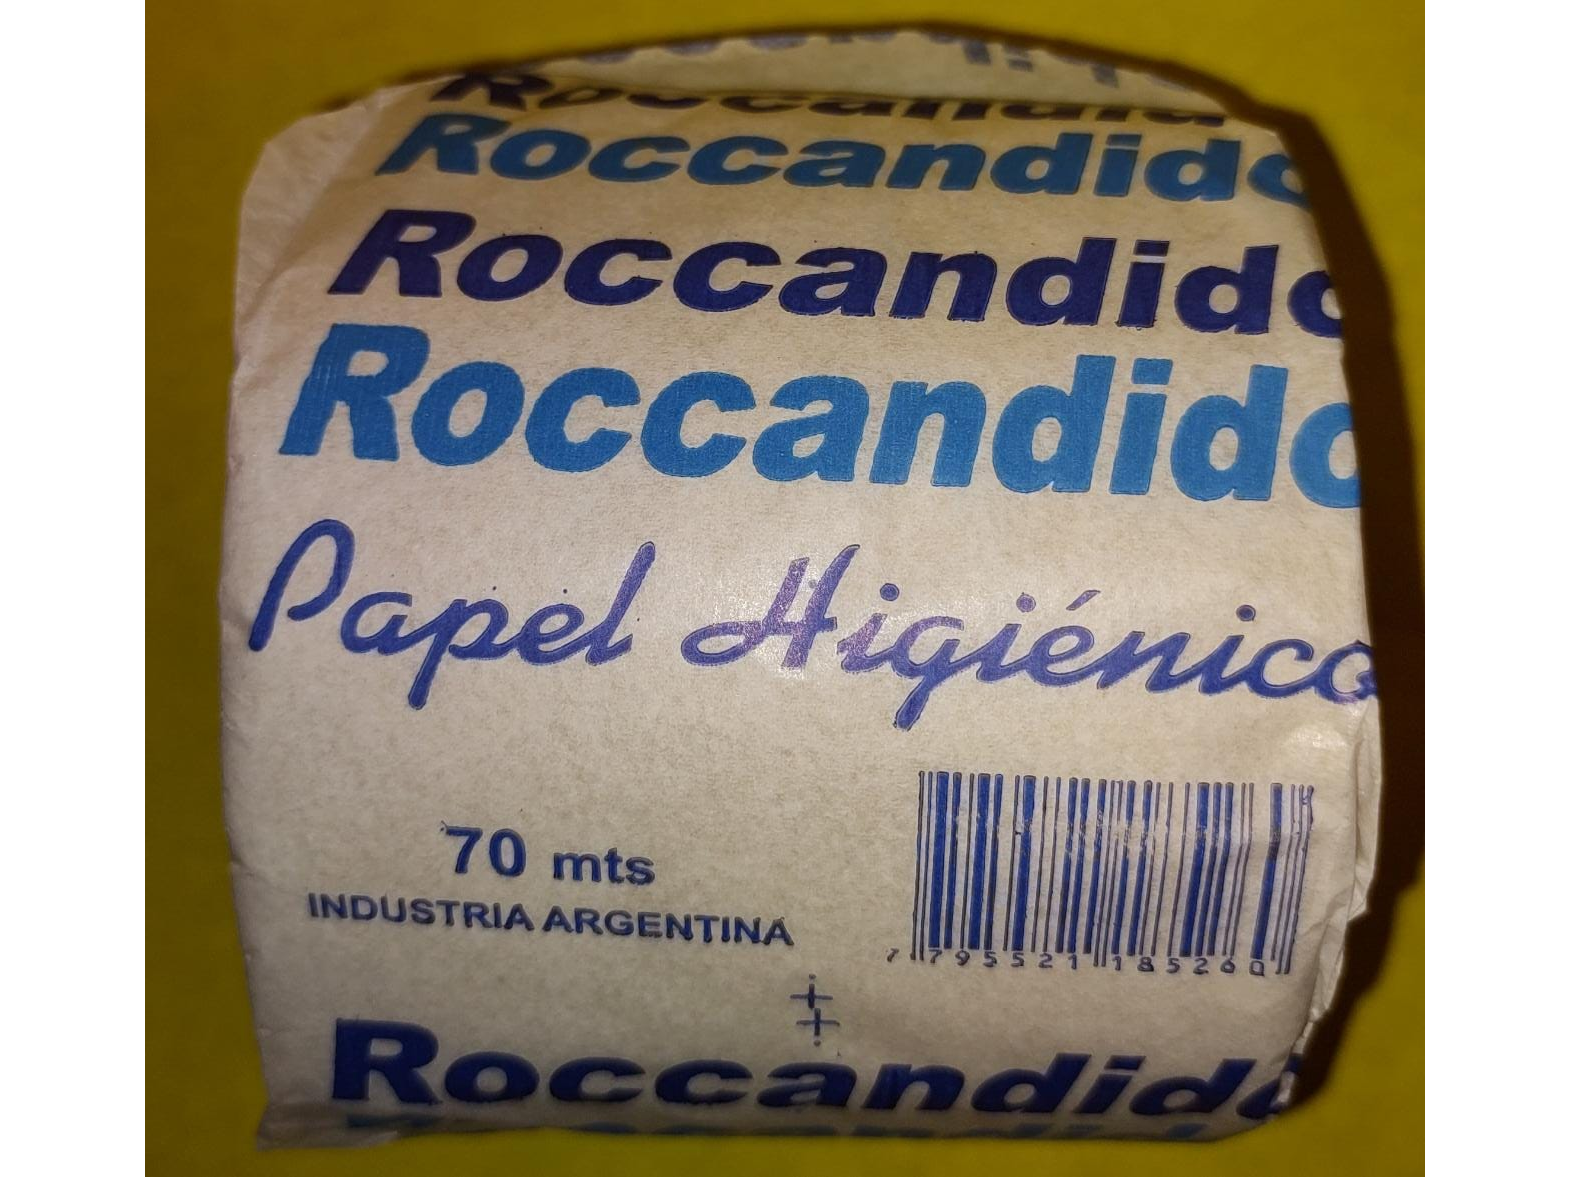 Roccandido
Roccandido
Roccandido
Papel Higiénico
70 mts
INDUSTRIA ARGENTINA
7 795521 185260
Roccandido